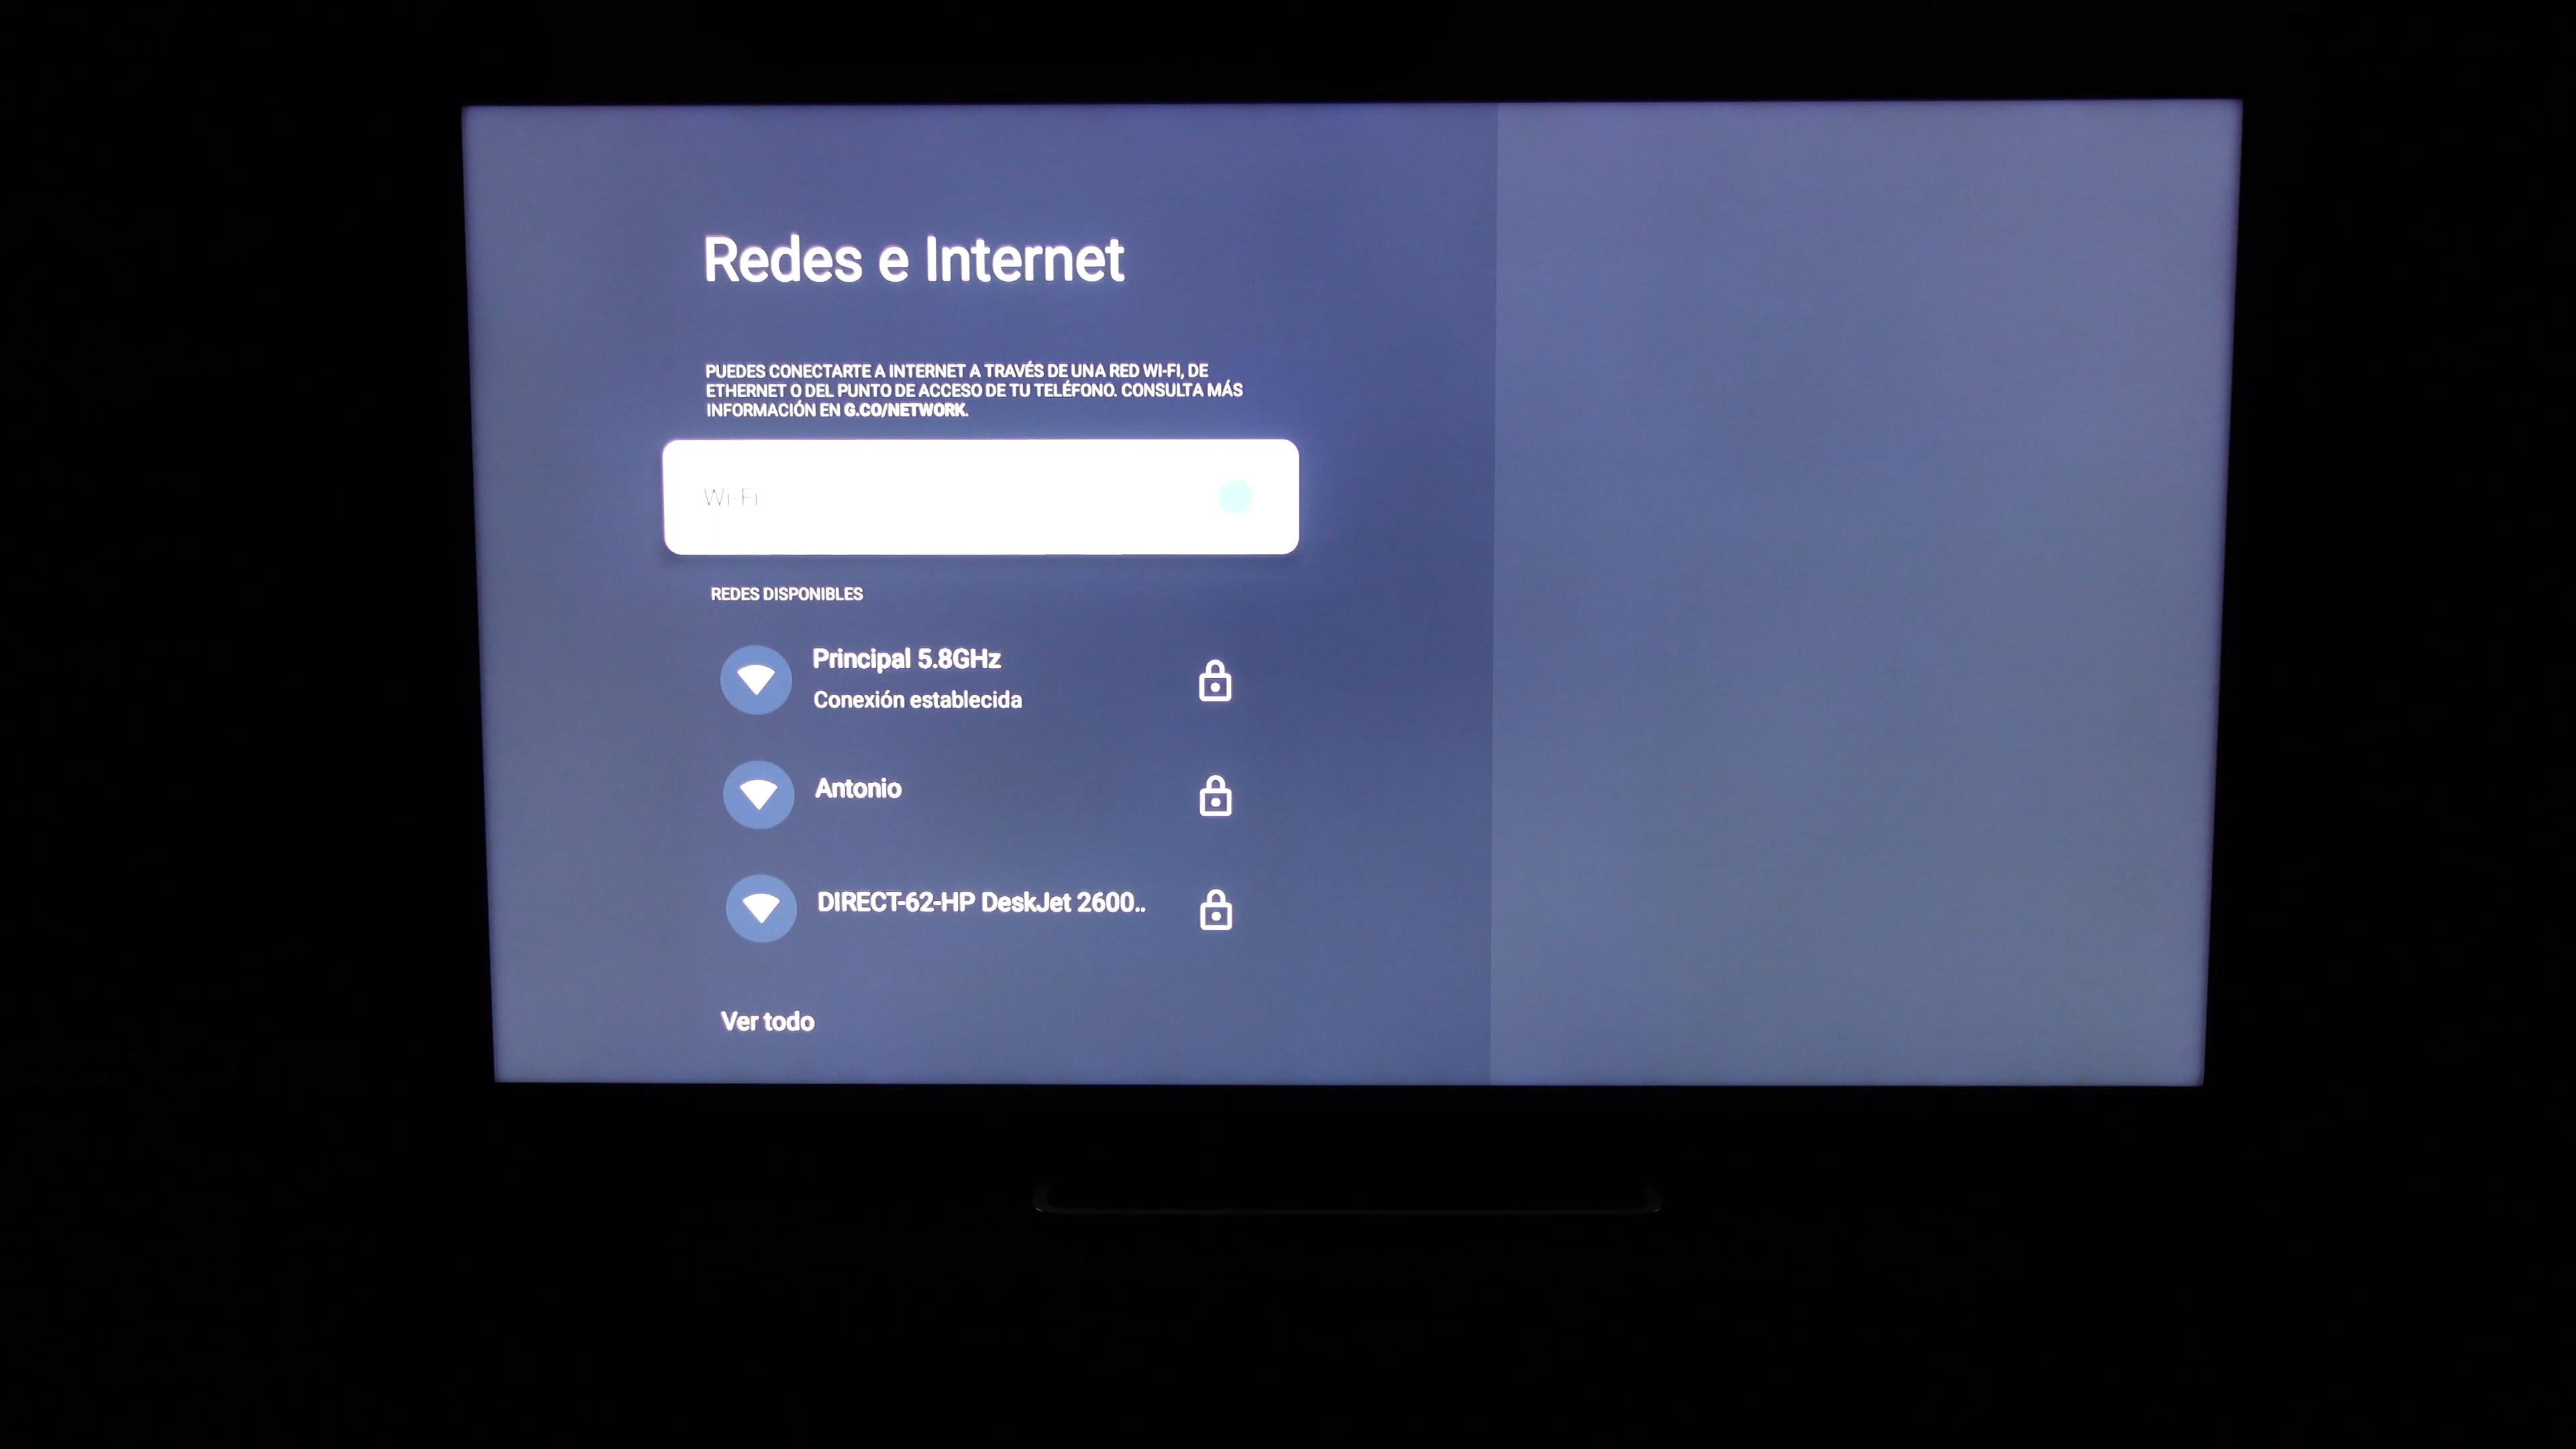 Redes e Internet
PUEDES CONECTARTE A INTERNET A TRAVÉS DE UNA RED WI-FI, DE
ETHERNET O DEL PUNTO DE ACCESO DE TU TELÉFONO. CONSULTA MÁS
INFORMACIÓN EN G.CO/NETWORK.
Wi-Fi
REDES DISPONIBLES
Principal 5.8GHz
Conexión establecida
Antonio
DIRECT-62-HP DeskJet 2600..
Ver todo